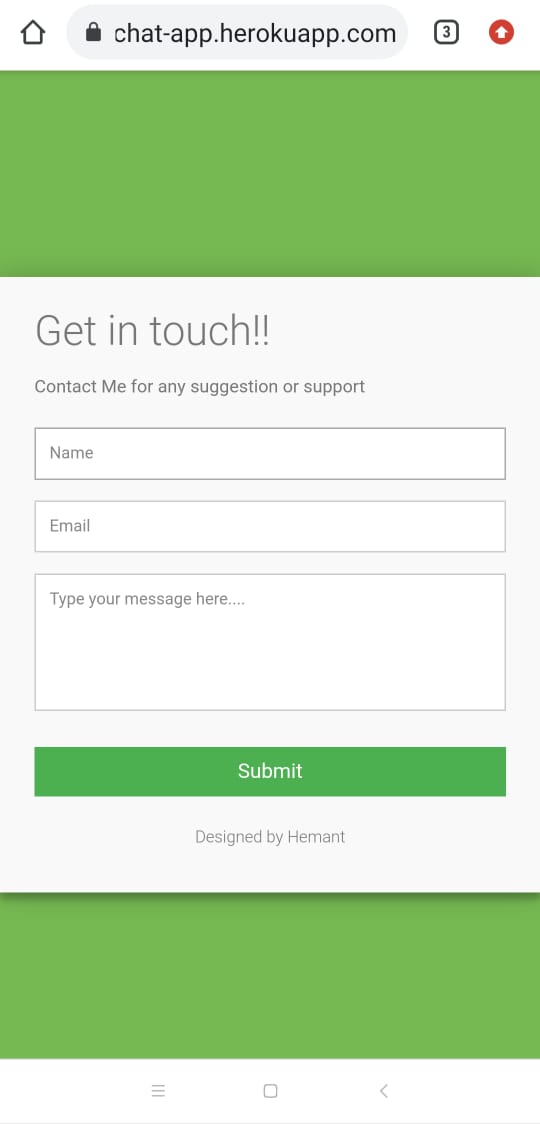 chat-app.herokuapp.com
3
Get in touch!!
Contact Me for any suggestion or support
Name
Email
Type your message here....
Submit
Designed by Hemant